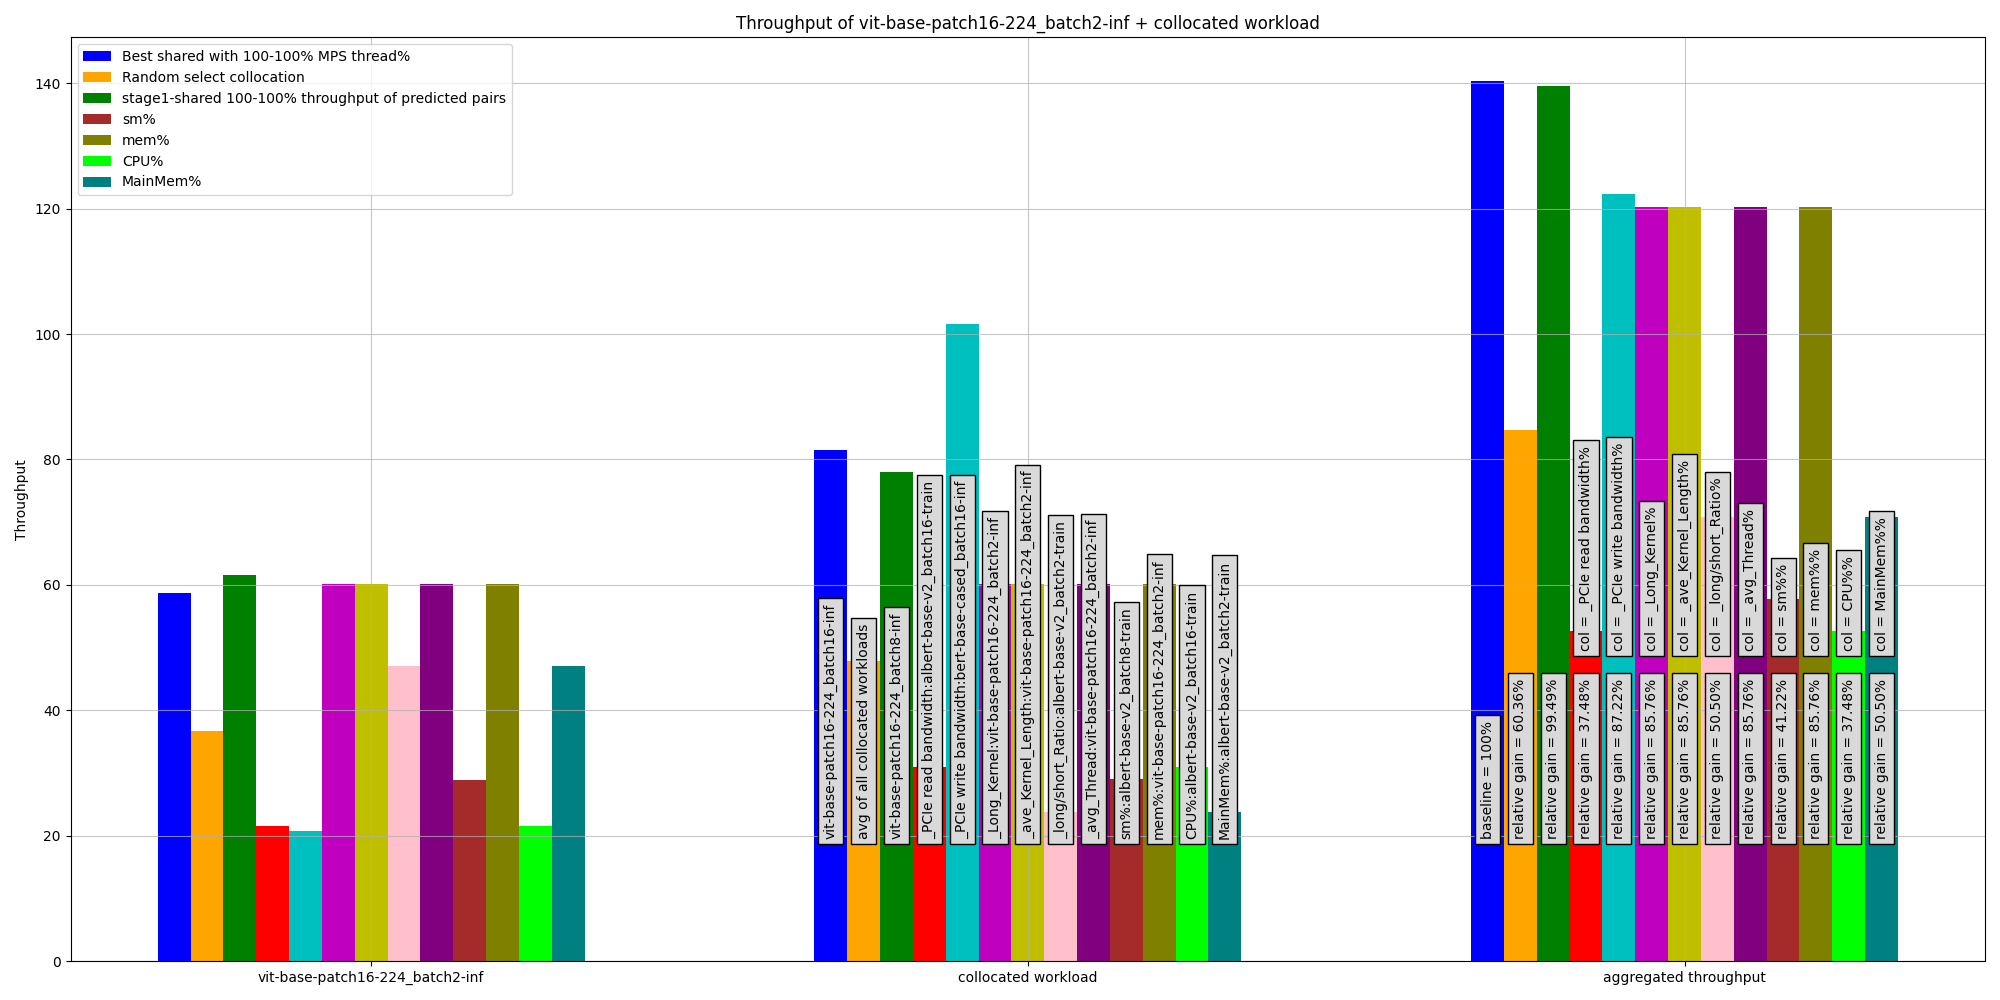 Throughput of vit-base-patch16-224_batch2-inf + collocated workload
Best shared with 100-100% MPS thread%
Random select collocation
stage1-shared 100-100% throughput of predicted pairs
sm%
mem%
CPU%
MainMem%
Throughput
140
120
100
80
60
40
20
0
vit-base-patch16-224_batch16-inf
avg of all collocated workloads
vit-base-patch16-224_batch8-inf
_PCIe read bandwidth:albert-base-v2_batch16-train
_PCIe write bandwidth:bert-base-cased_batch16-inf
_Long_Kernel:vit-base-patch16-224_batch2-inf
_ave_Kernel_Length:vit-base-patch16-224_batch2-inf
_long/short_Ratio:albert-base-v2_batch2-train
_avg_Thread:vit-base-patch16-224_batch2-inf
sm%:albert-base-v2_batch8-train
mem%:vit-base-patch16-224_batch2-inf
CPU%:albert-base-v2_batch16-train
MainMem%:albert-base-v2_batch2-train
col = _PCIe read bandwidth%
col = _PCIe write bandwidth%
col = _Long_Kernel%
col = _ave_Kernel_Length%
col = _long/short_Ratio%
col = _avg_Thread%
col = sm%%
col = mem%%
col = CPU%%
col = MainMem%%
baseline = 100%
relative gain = 60.36%
relative gain = 99.49%
relative gain = 37.48%
relative gain = 87.22%
relative gain = 85.76%
relative gain = 85.76%
relative gain = 50.50%
relative gain = 85.76%
relative gain = 41.22%
relative gain = 85.76%
relative gain = 37.48%
relative gain = 50.50%
vit-base-patch16-224_batch2-inf
collocated workload
aggregated throughput